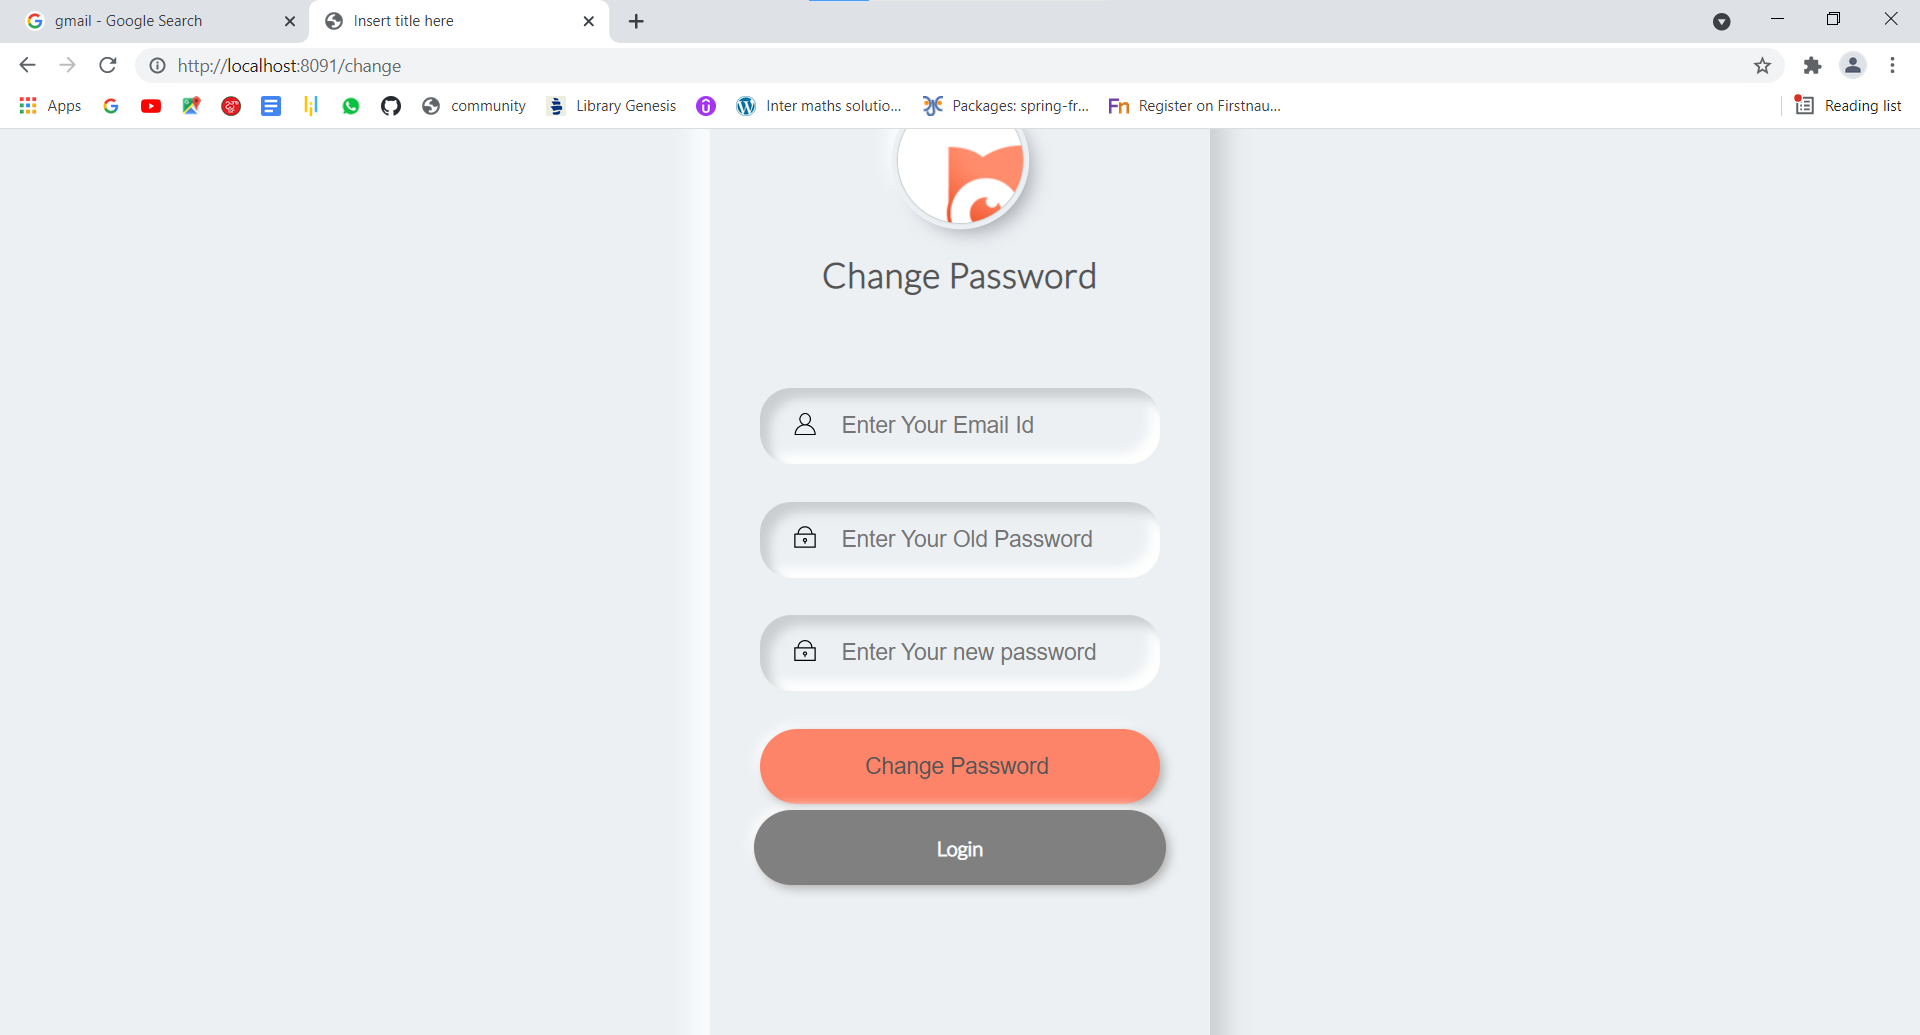 gmail - Google Search
Insert title here
http://localhost:8091/change
Apps
community
Library Genesis
Inter maths solutio...
Packages: spring-fr...
Fn Register on Firstnau...
Reading list
Change Password
Enter Your Email Id
Enter Your Old Password
Enter Your new password
Change Password
Login